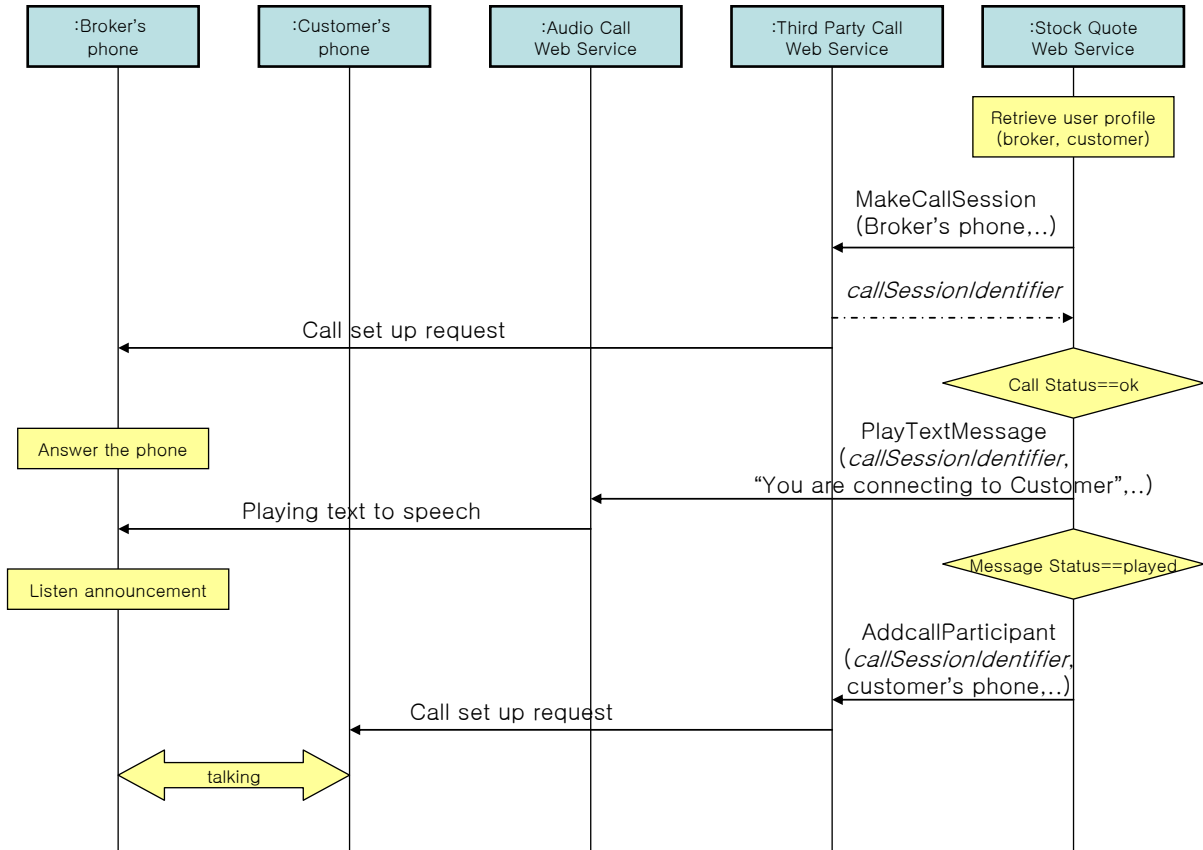 :Broker's
phone
:Customer's
phone
:Audio Call
Web Service
:Third Party Call
Web Service
:Stock Quote
Web Service
Retrieve user profile
(broker, customer)
MakeCallSession
(Broker's phone,..)
callSessionIdentifier
Call set up request
Call Status==ok
Answer the phone
PlayTextMessage
(callSessionIdentifier,
“You are connecting to Customer”,..)
Playing text to speech
Message Status==played
Listen announcement
AddcallParticipant
(callSessionIdentifier,
customer's phone,..)
Call set up request
talking